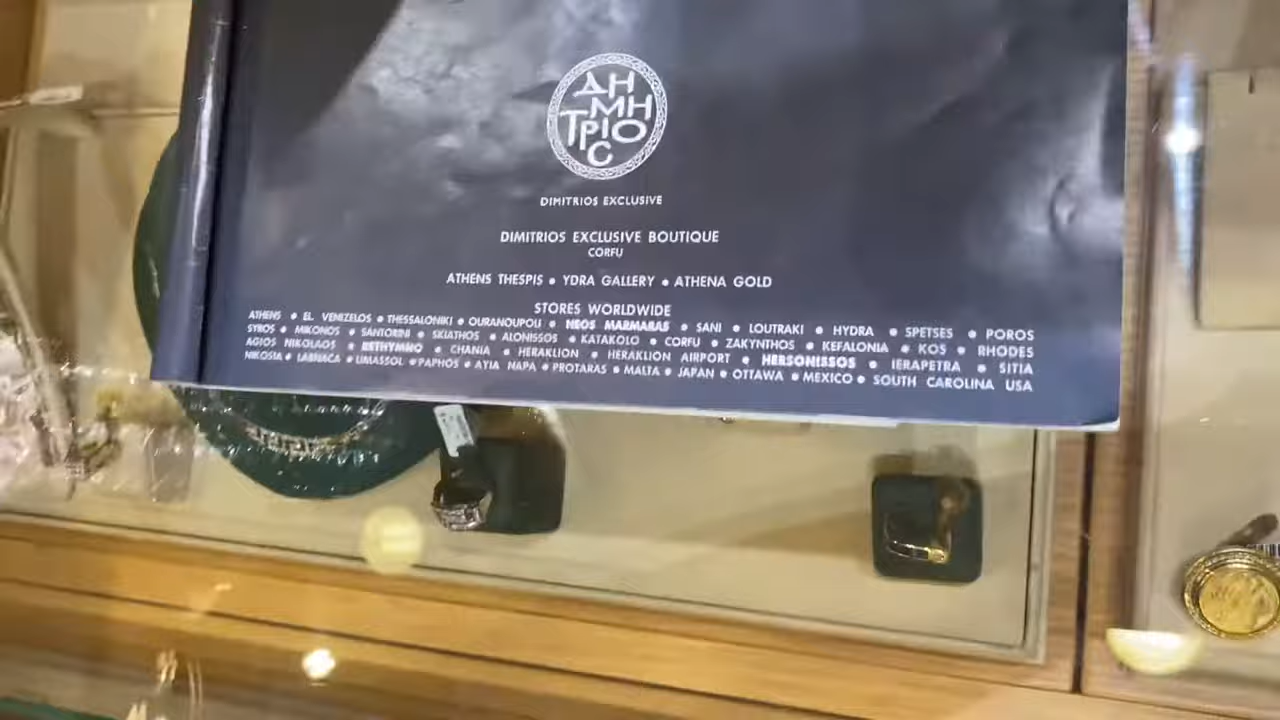 ΔΗ
ΜΗ
ΤΡΙΟ
C
DIMITRIOS EXCLUSIVE
DIMITRIOS EXCLUSIVE BOUTIQUE
CORFU
ATHENS THESPIS • YDRA GALLERY • ATHENA GOLD
STORES WORLDWIDE
ATHENS • EL. VENIZELOS • THESSALONIKI • OURANOUPOLI • NEOS MARMARAS • SANI • LOUTRAKI • HYDRA • SPETSES • POROS
SYROS • MIKONOS • SANTORINI • SKIATHOS • ALONISSOS • KATAKOLO • CORFU • ZAKYNTHOS • KEFALONIA • KOS • RHODES
AGIOS NIKOLAOS • RETHYMNO • CHANIA • HERAKLION • HERAKLION AIRPORT • HERSONISSOS • IERAPETRA • SITIA
NIKOSIA • LARNACA • LIMASSOL • PAPHOS • AYIA NAPA • PROTARAS • MALTA • JAPAN • OTTAWA • MEXICO • SOUTH CAROLINA USA